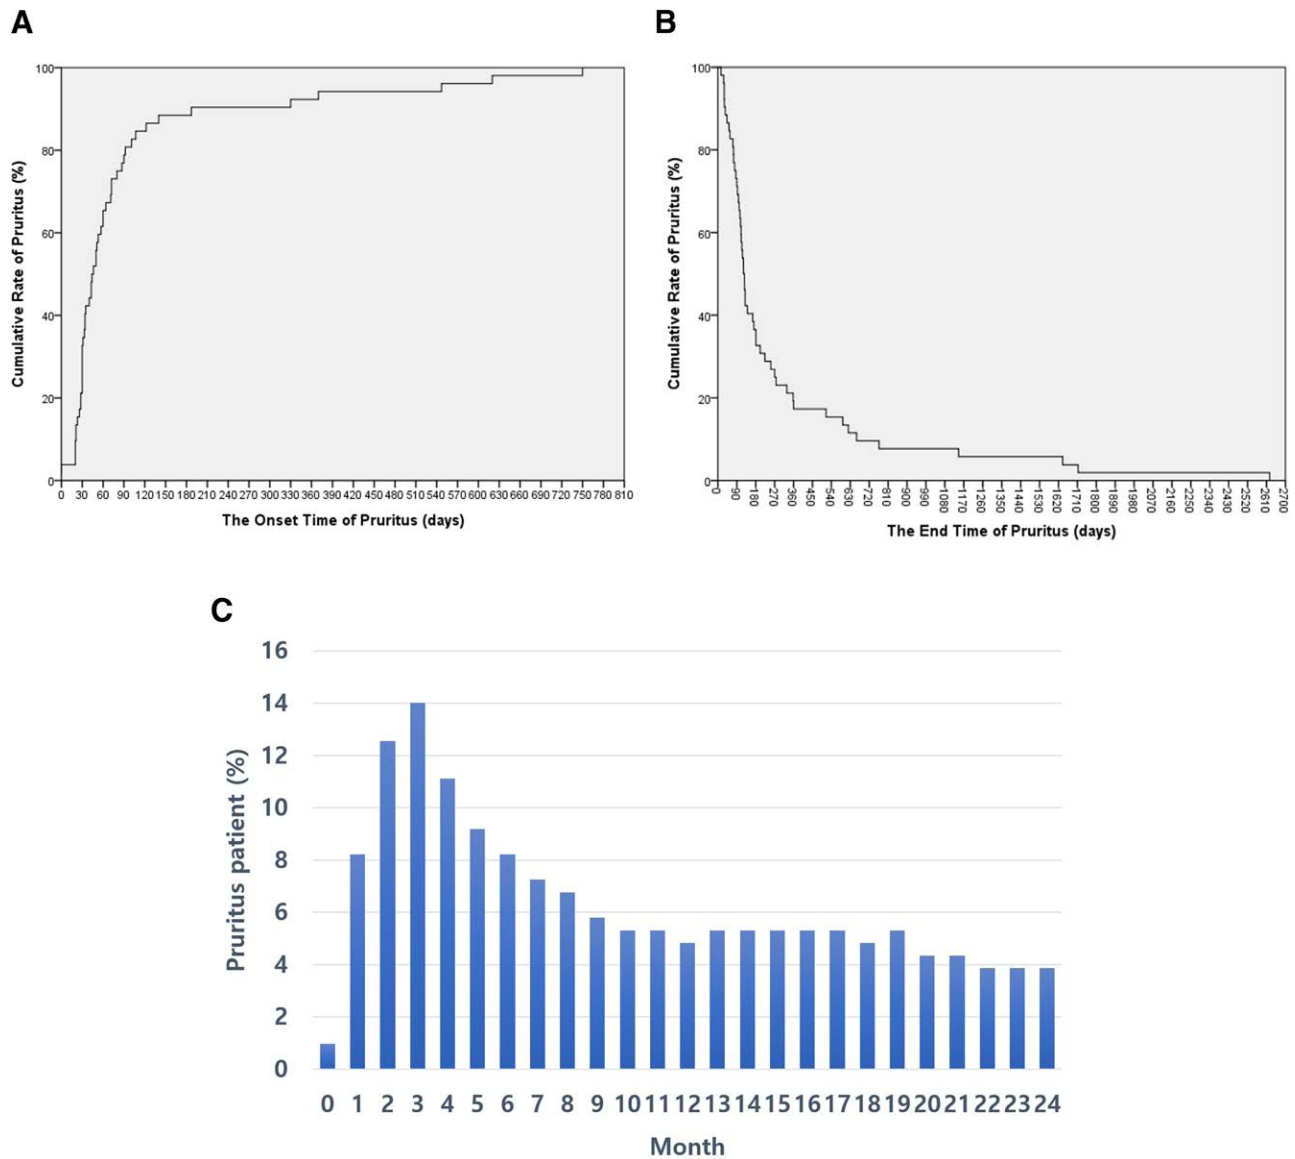 A
B
100
80
60
40
20
0
Cumulative Rate of Pruritus (%)
0 30 60 90 120 150 180 210 240 270 300 330 360 390 420 450 480 510 540 570 600 630 660 690 720 750 780 810
The Onset Time of Pruritus (days)
100
80
60
40
20
0
Cumulative Rate of Pruritus (%)
0 90 180 270 360 450 540 630 720 810 900 990 1080 1170 1260 1350 1440 1530 1620 1710 1800 1890 1980 2070 2160 2250 2340 2430 2520 2610 2700
The End Time of Pruritus (days)
C
16
14
12
10
8
6
4
2
0
Pruritus patient (%)
0 1 2 3 4 5 6 7 8 9 10 11 12 13 14 15 16 17 18 19 20 21 22 23 24
Month